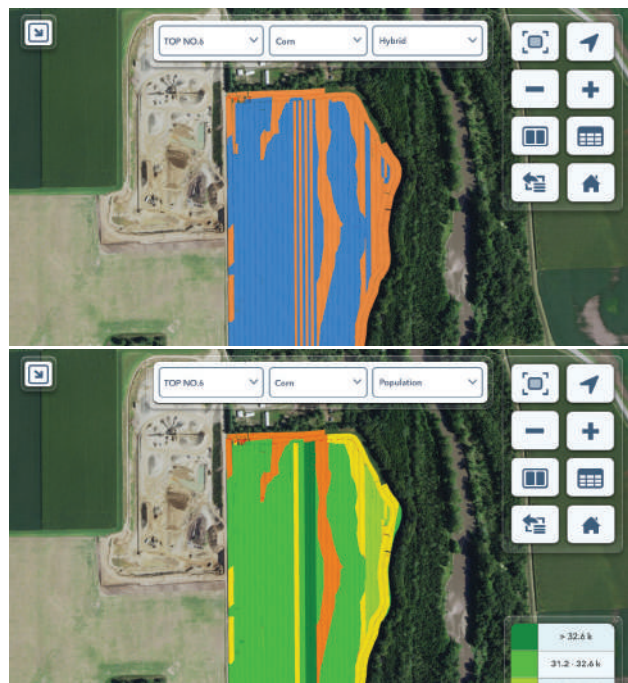 TOP NO.6 Corn Hybrid
TOP NO.6 Corn Population
> 32.6 k
31.2 - 32.6 k